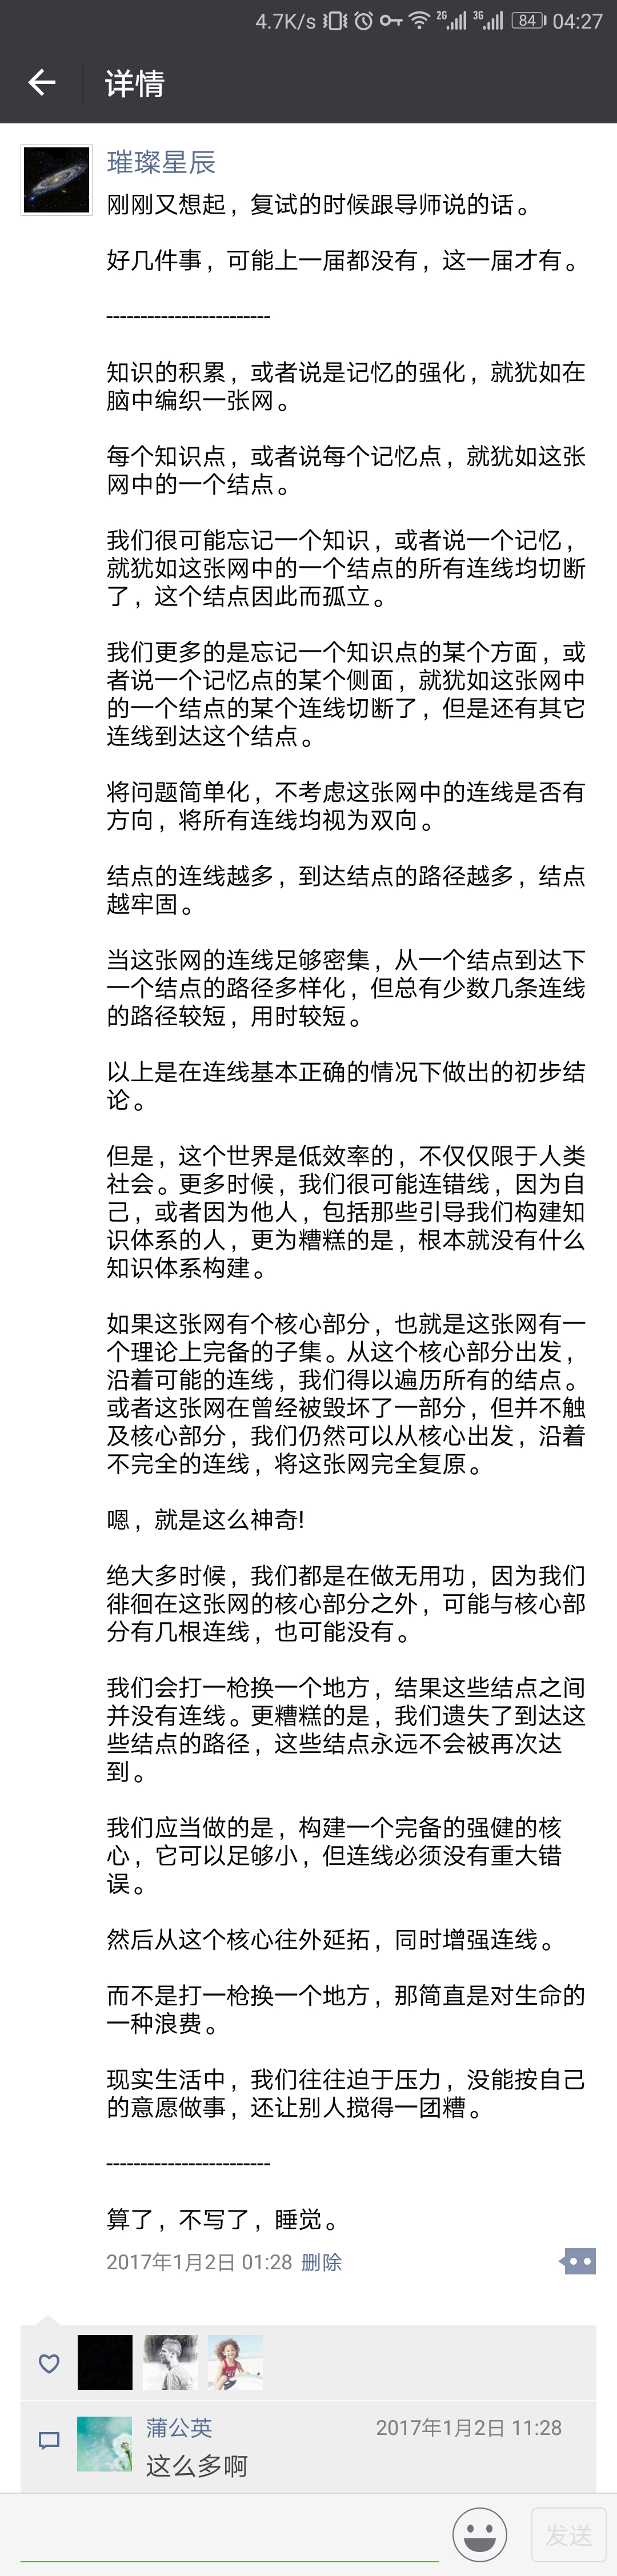 4.7K/s 2G 3G 84 04:27
详情
璀璨星辰
刚刚又想起，复试的时候跟导师说的话。
好几件事，可能上一届都没有，这一届才有。
------------------------
知识的积累，或者说是记忆的强化，就犹如在
脑中编织一张网。
每个知识点，或者说每个记忆点，就犹如这张
网中的一个结点。
我们很可能忘记一个知识，或者说一个记忆，
就犹如这张网中的一个结点的所有连线均切断
了，这个结点因此而孤立。
我们更多的是忘记一个知识点的某个方面，或
者说一个记忆点的某个侧面，就犹如这张网中
的一个结点的某个连线切断了，但是还有其它
连线到达这个结点。
将问题简单化，不考虑这张网中的连线是否有
方向，将所有连线均视为双向。
结点的连线越多，到达结点的路径越多，结点
越牢固。
当这张网的连线足够密集，从一个结点到达下
一个结点的路径多样化，但总有少数几条连线
的路径较短，用时较短。
以上是在连线基本正确的情况下做出的初步结
论。
但是，这个世界是低效率的，不仅仅限于人类
社会。更多时候，我们很可能连错线，因为自
己，或者因为他人，包括那些引导我们构建知
识体系的人，更为糟糕的是，根本就没有什么
知识体系构建。
如果这张网有个核心部分，也就是这张网有一
个理论上完备的子集。从这个核心部分出发，
沿着可能的连线，我们得以遍历所有的结点。
或者这张网在曾经被毁坏了一部分，但并不触
及核心部分，我们仍然可以从核心出发，沿着
不完全的连线，将这张网完全复原。
嗯，就是这么神奇!
绝大多时候，我们都是在做无用功，因为我们
徘徊在这张网的核心部分之外，可能与核心部
分有几根连线，也可能没有。
我们会打一枪换一个地方，结果这些结点之间
并没有连线。更糟糕的是，我们遗失了到达这
些结点的路径，这些结点永远不会被再次达
到。
我们应当做的是，构建一个完备的强健的核
心，它可以足够小，但连线必须没有重大错
误。
然后从这个核心往外延拓，同时增强连线。
而不是打一枪换一个地方，那简直是对生命的
一种浪费。
现实生活中，我们往往迫于压力，没能按自己
的意愿做事，还让别人搅得一团糟。
------------------------
算了，不写了，睡觉。
2017年1月2日 01:28 删除
蒲公英 2017年1月2日 11:28
这么多啊
发送